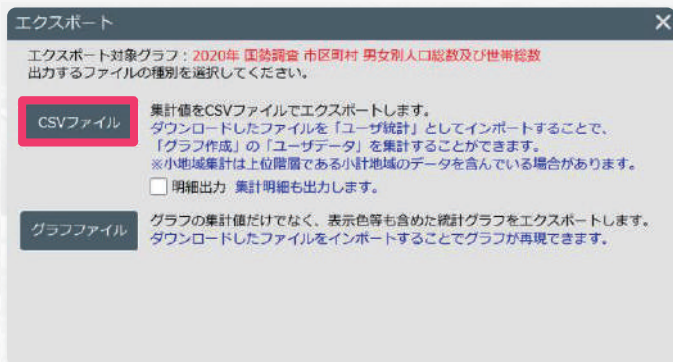 エクスポート
エクスポート対象グラフ：2020年 国勢調査 市区町村 男女別人口総数及び世帯総数
出力するファイルの種別を選択してください。
CSVファイル
集計値をCSVファイルでエクスポートします。
ダウンロードしたファイルを「ユーザ統計」としてインポートすることで、
「グラフ作成」の「ユーザデータ」を集計することができます。
※小地域集計は上位階層である小計地域のデータを含んでいる場合があります。
明細出力 集計明細も出力します。
グラフファイル
グラフの集計値だけでなく、表示色等も含めた統計グラフをエクスポートします。
ダウンロードしたファイルをインポートすることでグラフが再現できます。